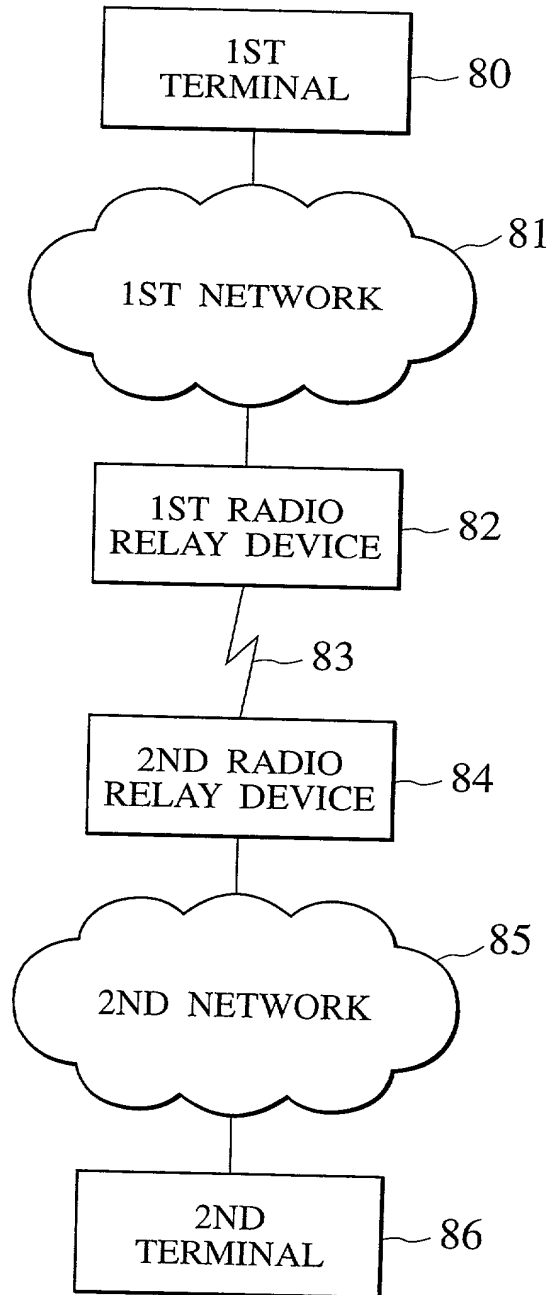 1ST
TERMINAL
80
81
1ST NETWORK
1ST RADIO
RELAY DEVICE
82
83
2ND RADIO
RELAY DEVICE
84
85
2ND NETWORK
2ND
TERMINAL
86